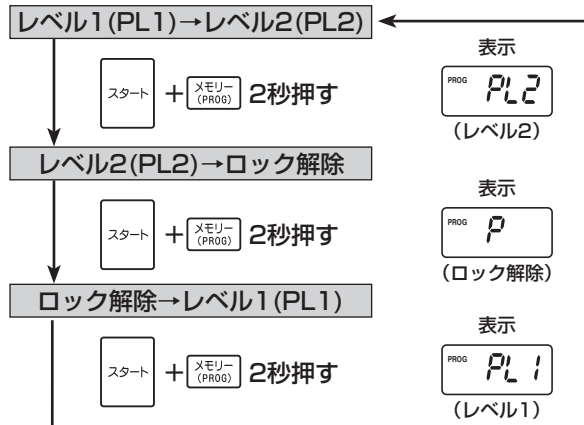 レベル1(PL1)→レベル2(PL2)
表示
スタート + メモリー (PROG) 2秒押す
PROG PL2
(レベル2)
レベル2(PL2)→ロック解除
表示
スタート + メモリー (PROG) 2秒押す
PROG P
(ロック解除)
ロック解除→レベル1(PL1)
表示
スタート + メモリー (PROG) 2秒押す
PROG PL1
(レベル1)